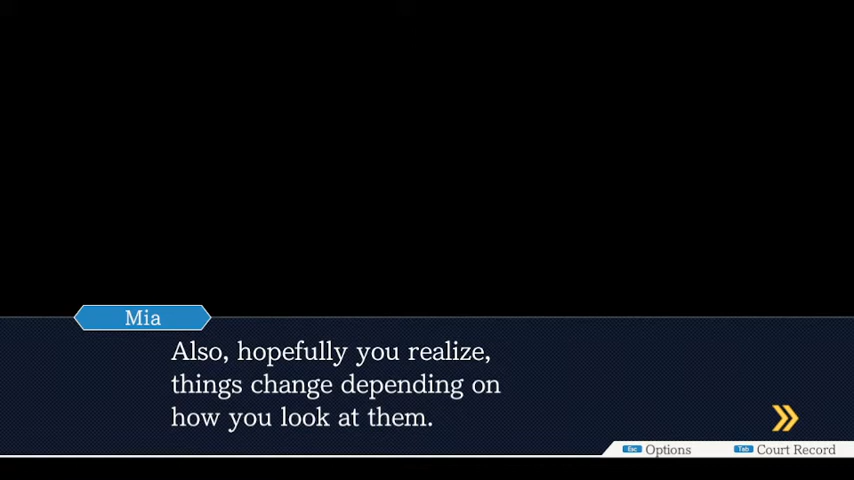 Mia
Also, hopefully you realize,
things change depending on
how you look at them.
Esc Options Tab Court Record